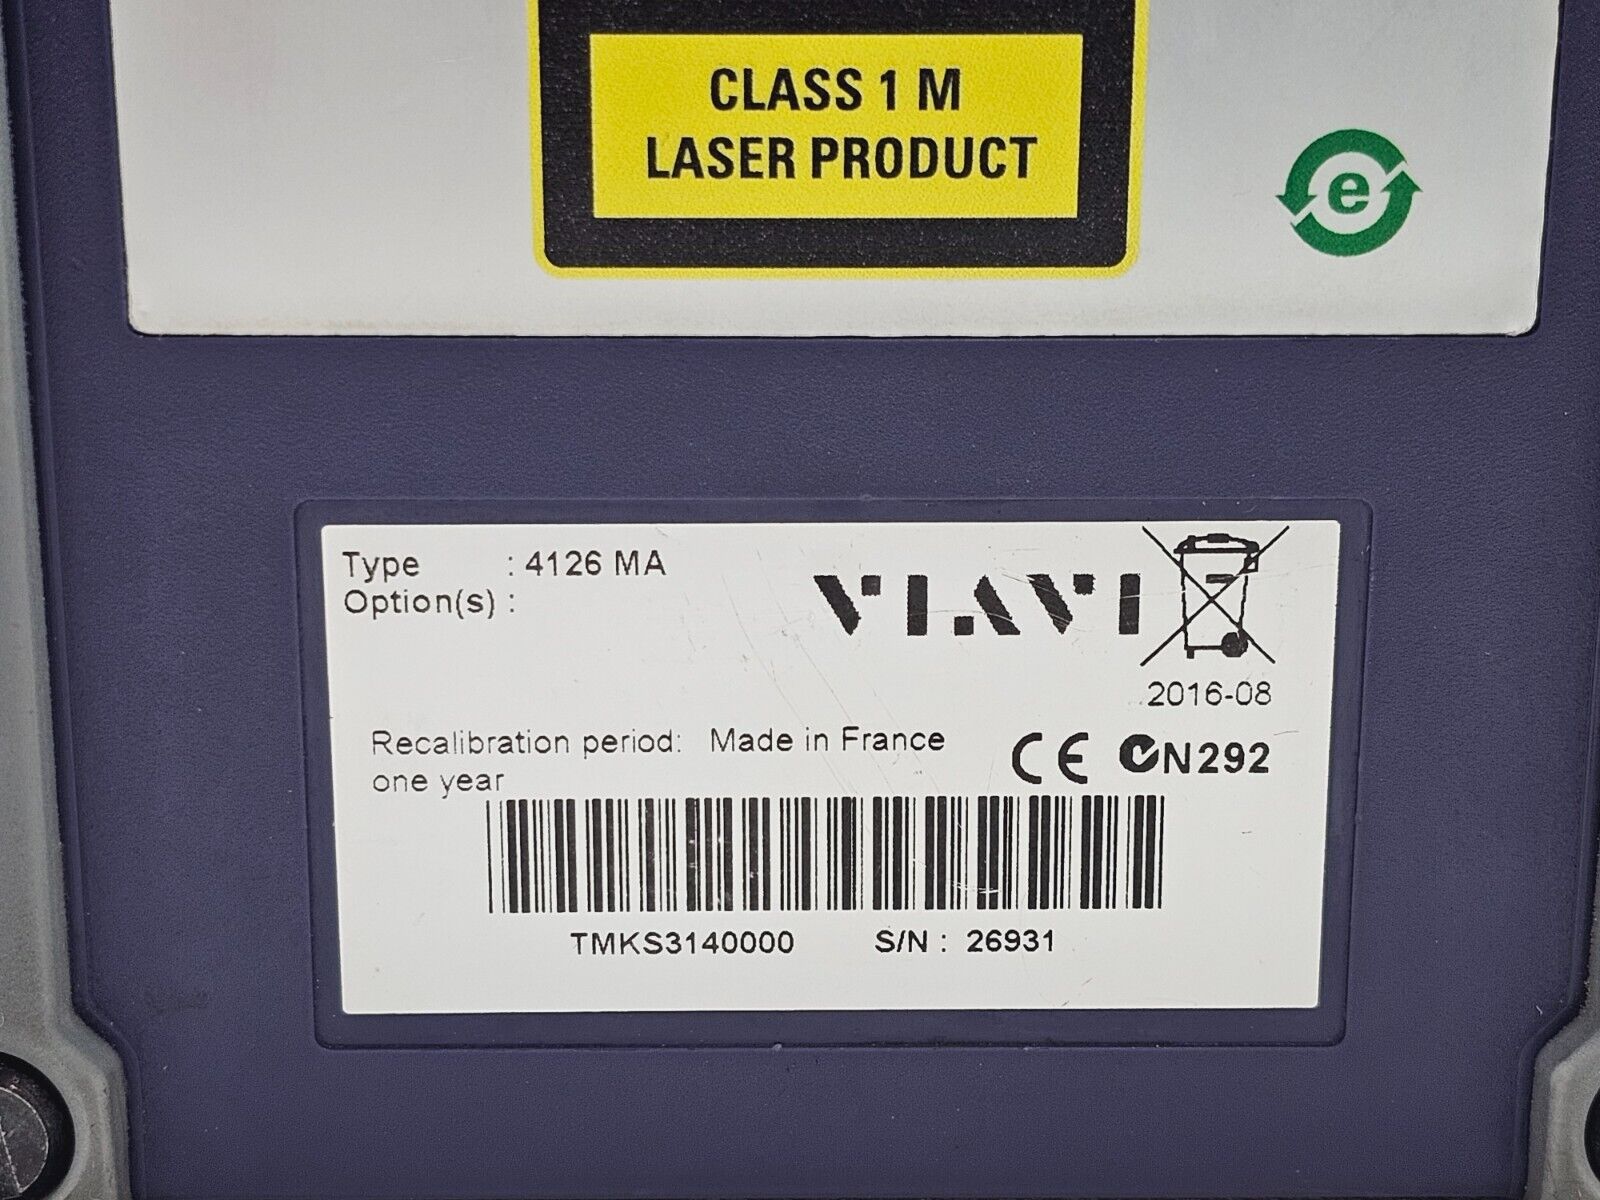 CLASS 1 M
LASER PRODUCT
e
Type : 4126 MA
Option(s) :
VIAVI
2016-08
Recalibration period: Made in France
one year
CE N292
TMKS3140000 S/N : 26931